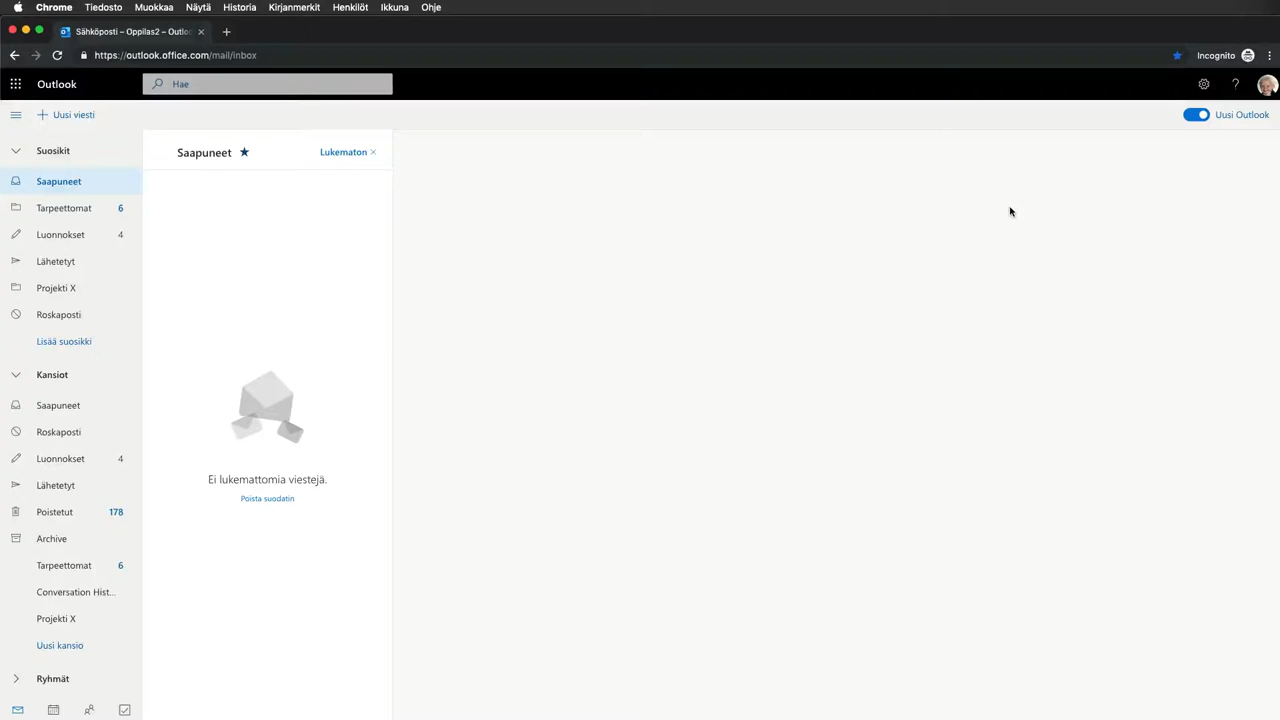 Chrome Tiedosto Muokkaa Näytä Historia Kirjanmerkit Henkilöt Ikkuna Ohje
Sähköposti – Oppilas2 – Outlo
https://outlook.office.com/mail/inbox
Incognito
Outlook
Hae
Uusi viesti
Uusi Outlook
Suosikit
Saapuneet
Lukematon
Saapuneet
Tarpeettomat 6
Luonnokset 4
Lähetetyt
Projekti X
Roskaposti
Lisää suosikki
Kansiot
Saapuneet
Roskaposti
Luonnokset 4
Ei lukemattomia viestejä.
Lähetetyt
Poista suodatin
Poistetut 178
Archive
Tarpeettomat 6
Conversation Hist...
Projekti X
Uusi kansio
Ryhmät